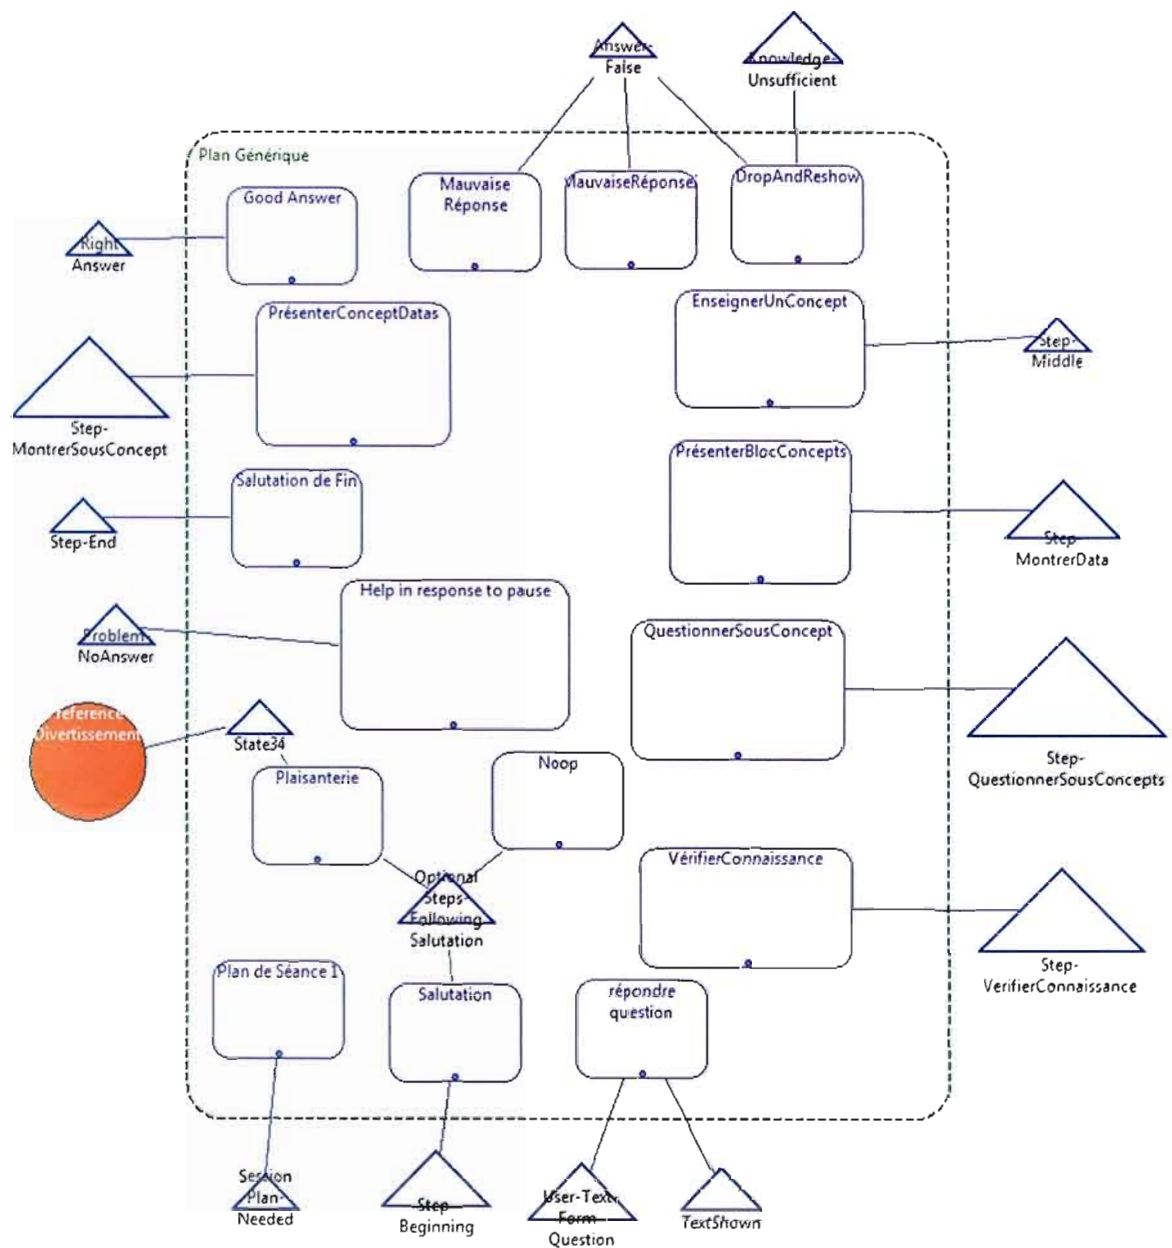 Answer-
False
Knowledge-
Unsufficient
Plan Générique
Good Answer
Mauvaise
Réponse
MauvaiseRéponse
DropAndReshow
Right
Answer
PrésenterConceptDatas
EnseignerUnConcept
Step-
Middle
Step-
MontrerSousConcept
PrésenterBlocConcepts
Salutation de Fin
Step-End
Step-
MontrerData
Help in response to pause
Problem-
NoAnswer
QuestionnerSousConcept
Preference
Divertissement
State34
Step-
QuestionnerSousConcepts
Plaisanterie
Noop
VérifierConnaissance
Optional
Steps-
Following
Salutation
Step-
VerifierConnaissance
Plan de Séance 1
Salutation
répondre
question
Session
Plan-
Needed
Step
Beginning
User-Text
Form
Question
TextShown